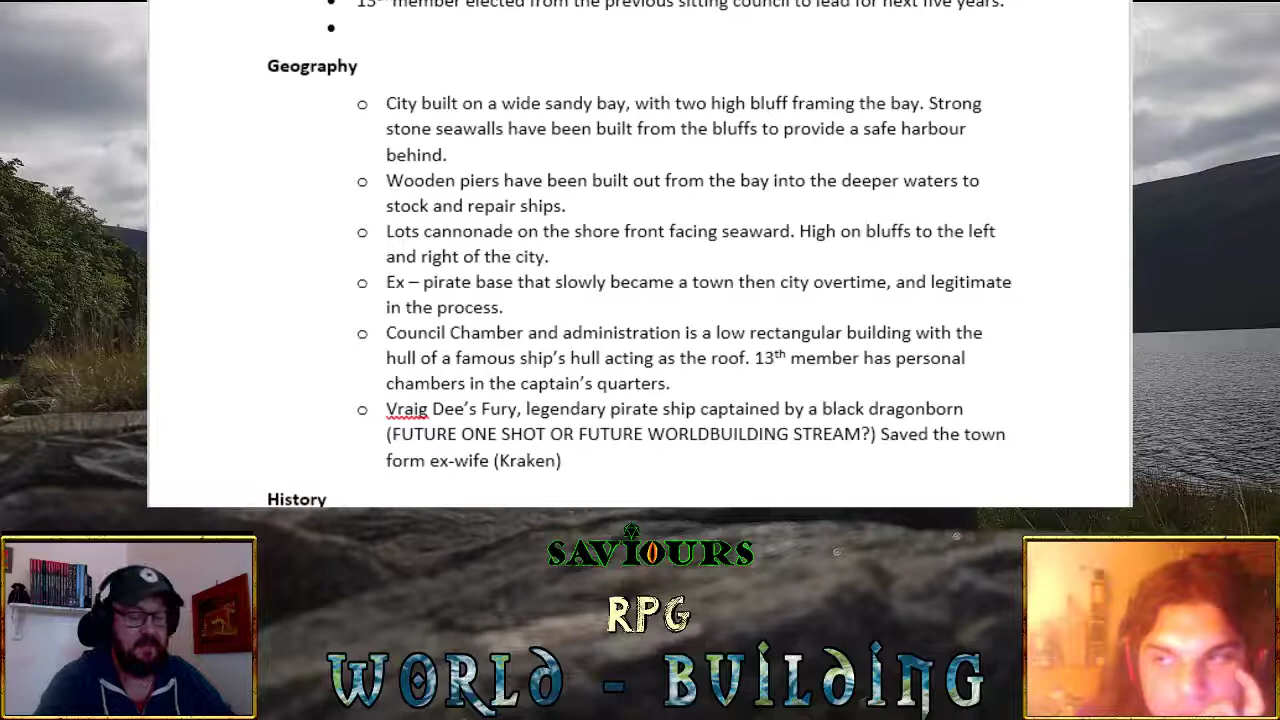 13th member elected from the previous sitting council to lead for next five years.
Geography
City built on a wide sandy bay, with two high bluff framing the bay. Strong
stone seawalls have been built from the bluffs to provide a safe harbour
behind.
Wooden piers have been built out from the bay into the deeper waters to
stock and repair ships.
Lots cannonade on the shore front facing seaward. High on bluffs to the left
and right of the city.
Ex – pirate base that slowly became a town then city overtime, and legitimate
in the process.
Council Chamber and administration is a low rectangular building with the
hull of a famous ship’s hull acting as the roof. 13th member has personal
chambers in the captain’s quarters.
Vraig Dee’s Fury, legendary pirate ship captained by a black dragonborn
(FUTURE ONE SHOT OR FUTURE WORLDBUILDING STREAM?) Saved the town
form ex-wife (Kraken)
History
SAVIOURS
RPG
WORLD - BUILDING